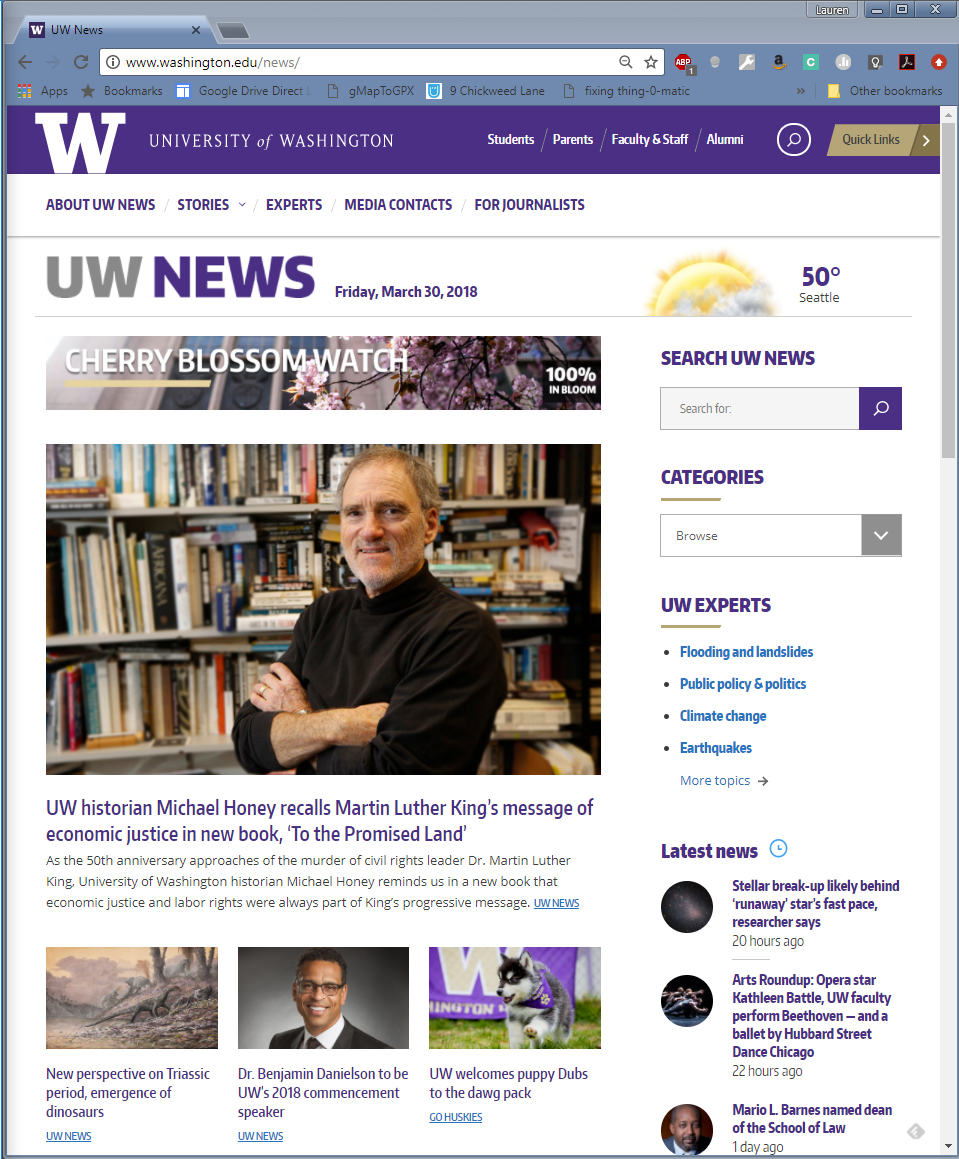 Lauren
UW News
www.washington.edu/news/
ABP
1
Apps
Bookmarks
Google Drive Direct
gMapToGPX
9 Chickweed Lane
fixing thing-0-matic
»
Other bookmarks
W
UNIVERSITY of WASHINGTON
Students
Parents
Faculty & Staff
Alumni
Quick Links
ABOUT UW NEWS
STORIES
EXPERTS
MEDIA CONTACTS
FOR JOURNALISTS
UW NEWS
Friday, March 30, 2018
50°
Seattle
CHERRY BLOSSOM WATCH
100%
IN BLOOM
AFRICANA
UW historian Michael Honey recalls Martin Luther King’s message of
economic justice in new book, ‘To the Promised Land’
As the 50th anniversary approaches of the murder of civil rights leader Dr. Martin Luther
King, University of Washington historian Michael Honey reminds us in a new book that
economic justice and labor rights were always part of King’s progressive message. UW NEWS
New perspective on Triassic
period, emergence of
dinosaurs
UW NEWS
Dr. Benjamin Danielson to be
UW’s 2018 commencement
speaker
UW NEWS
W
INGTON
UW welcomes puppy Dubs
to the dawg pack
GO HUSKIES
SEARCH UW NEWS
Search for:
CATEGORIES
Browse
UW EXPERTS
Flooding and landslides
Public policy & politics
Climate change
Earthquakes
More topics
Latest news
Stellar break-up likely behind
‘runaway’ star’s fast pace,
researcher says
20 hours ago
Arts Roundup: Opera star
Kathleen Battle, UW faculty
perform Beethoven — and a
ballet by Hubbard Street
Dance Chicago
22 hours ago
Mario L. Barnes named dean
of the School of Law
1 day ago